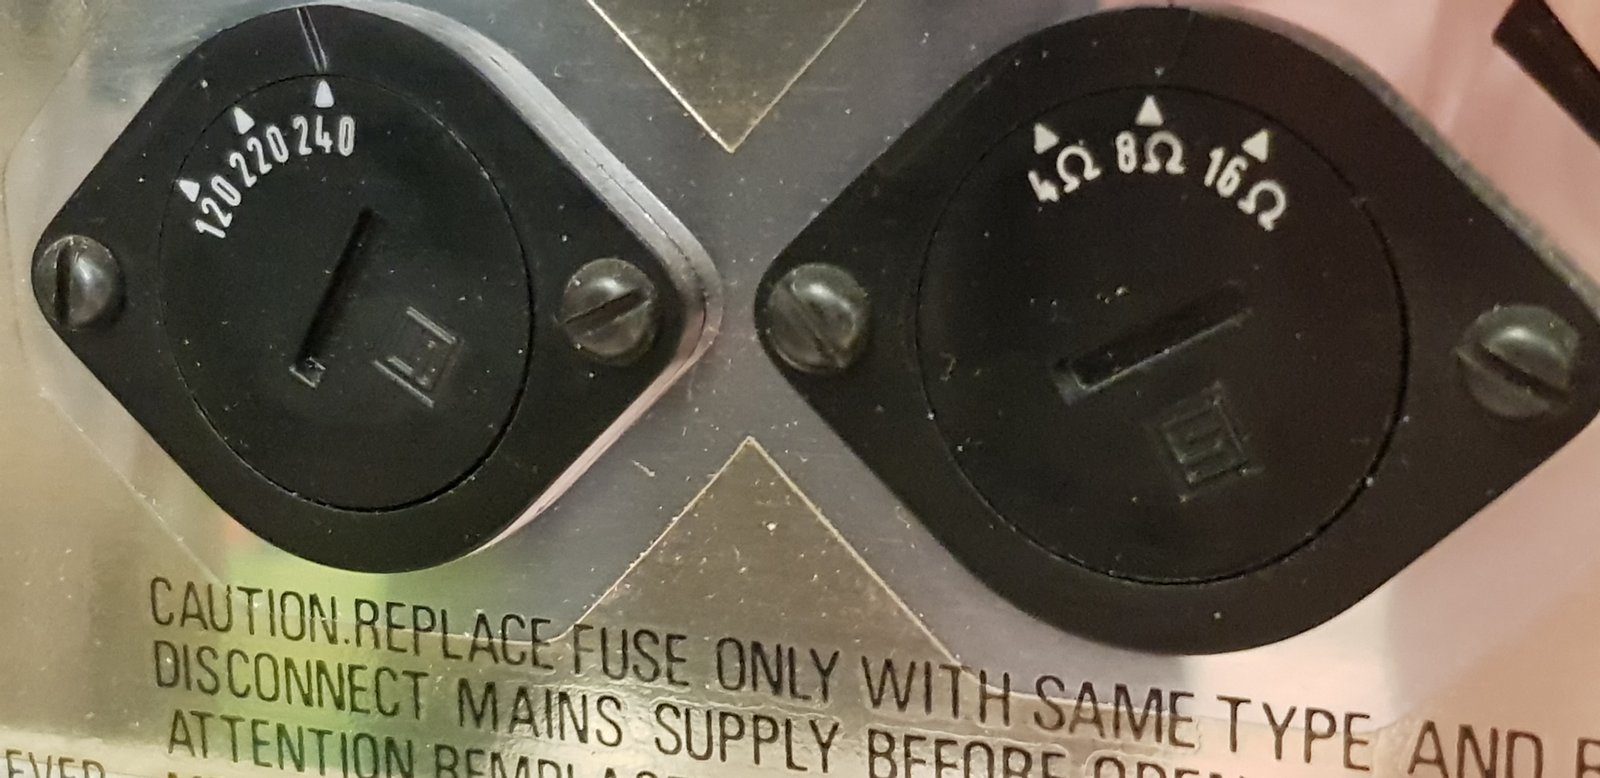 120 220 240
4Ω 8Ω 16Ω
CAUTION.REPLACE FUSE ONLY WITH SAME TYPE AND
DISCONNECT MAINS SUPPLY BEFORE
ATTENTION